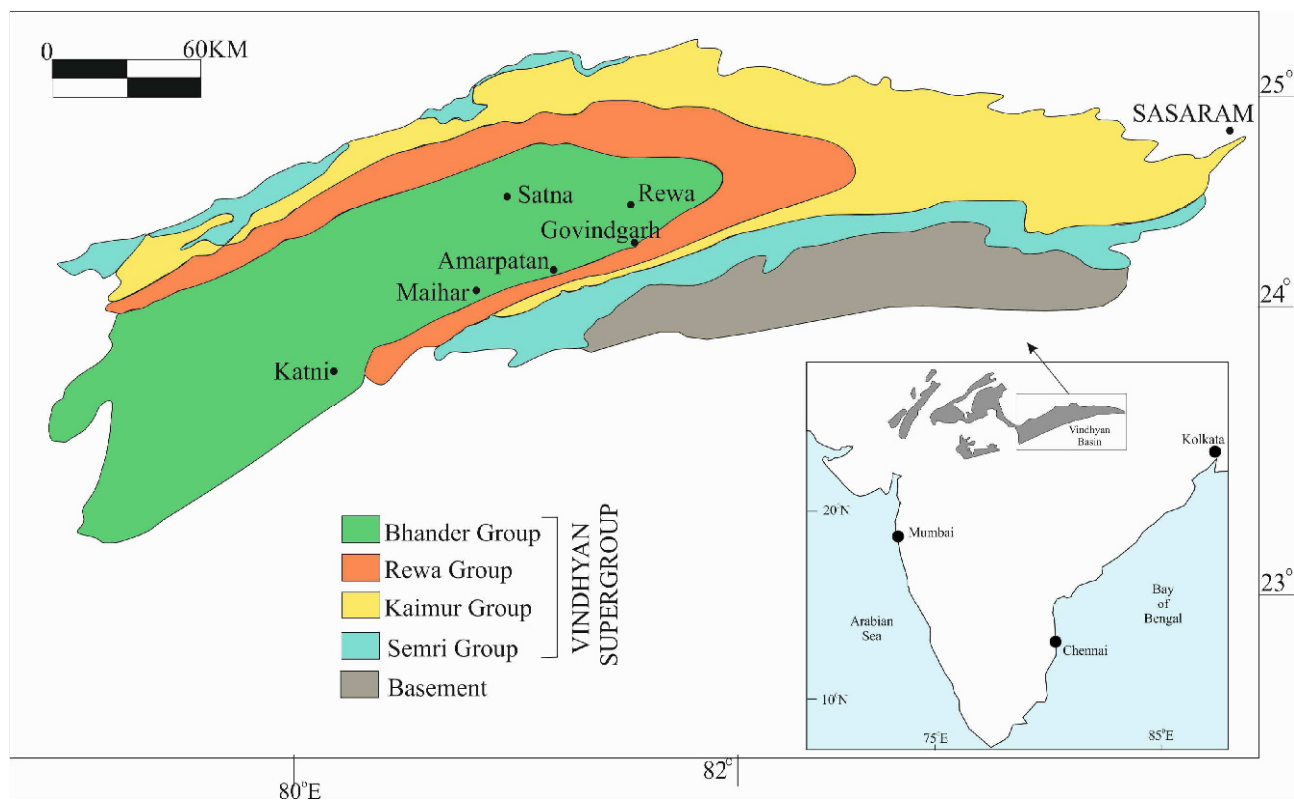 0 60KM
25°
SASARAM
Satna
Rewa
Govindgarh
Amarpatan
Maihar
24°
Katni
Vindhyan
Basin
Kolkata
20°N
Mumbai
Bay
of
Bengal
Arabian
Sea
Chennai
10°N
75°E
85°E
23°
Bhander Group
Rewa Group
Kaimur Group
Semri Group
Basement
VINDHYAN
SUPERGROUP
80°E
82°